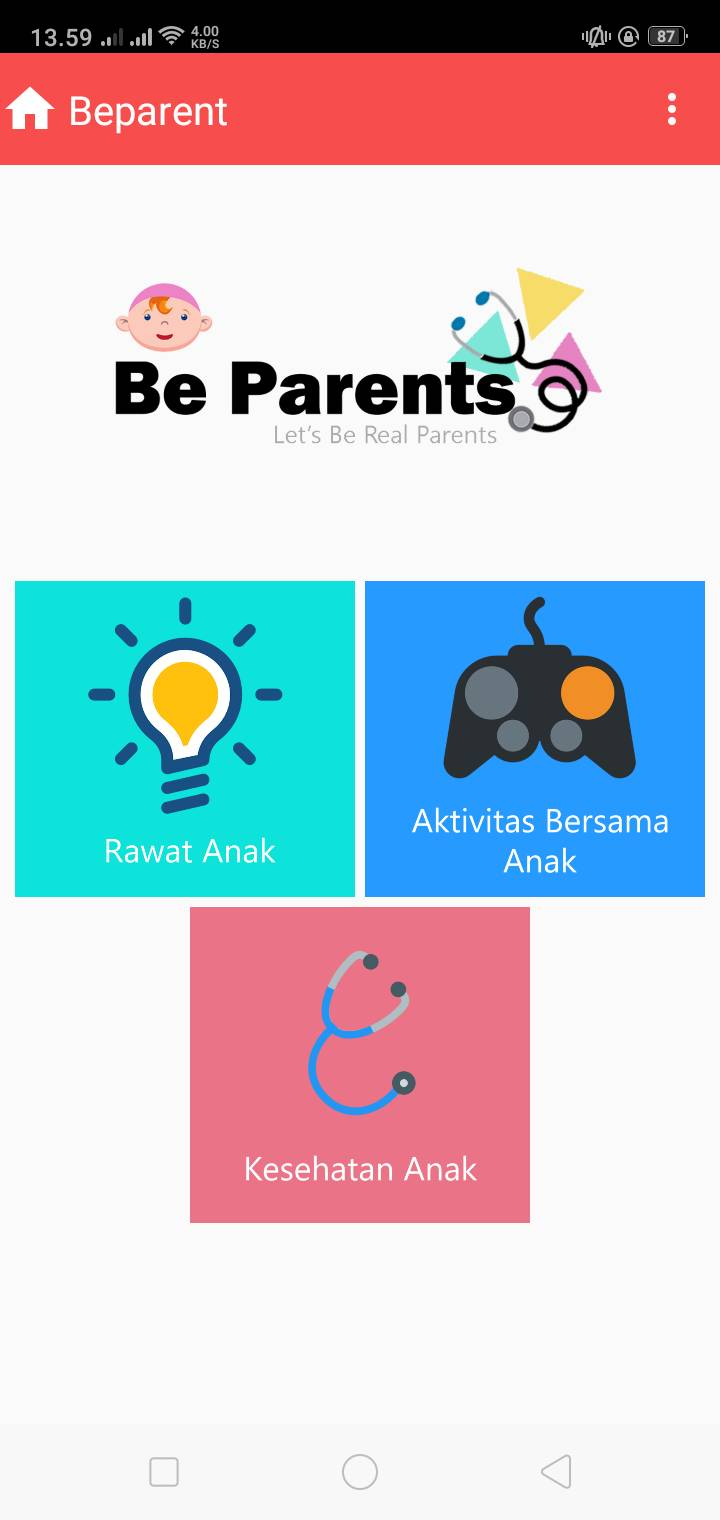 13.59 4.00 KB/S 87
Beparent
Be Parents
Let's Be Real Parents
Rawat Anak
Aktivitas Bersama
Anak
Kesehatan Anak